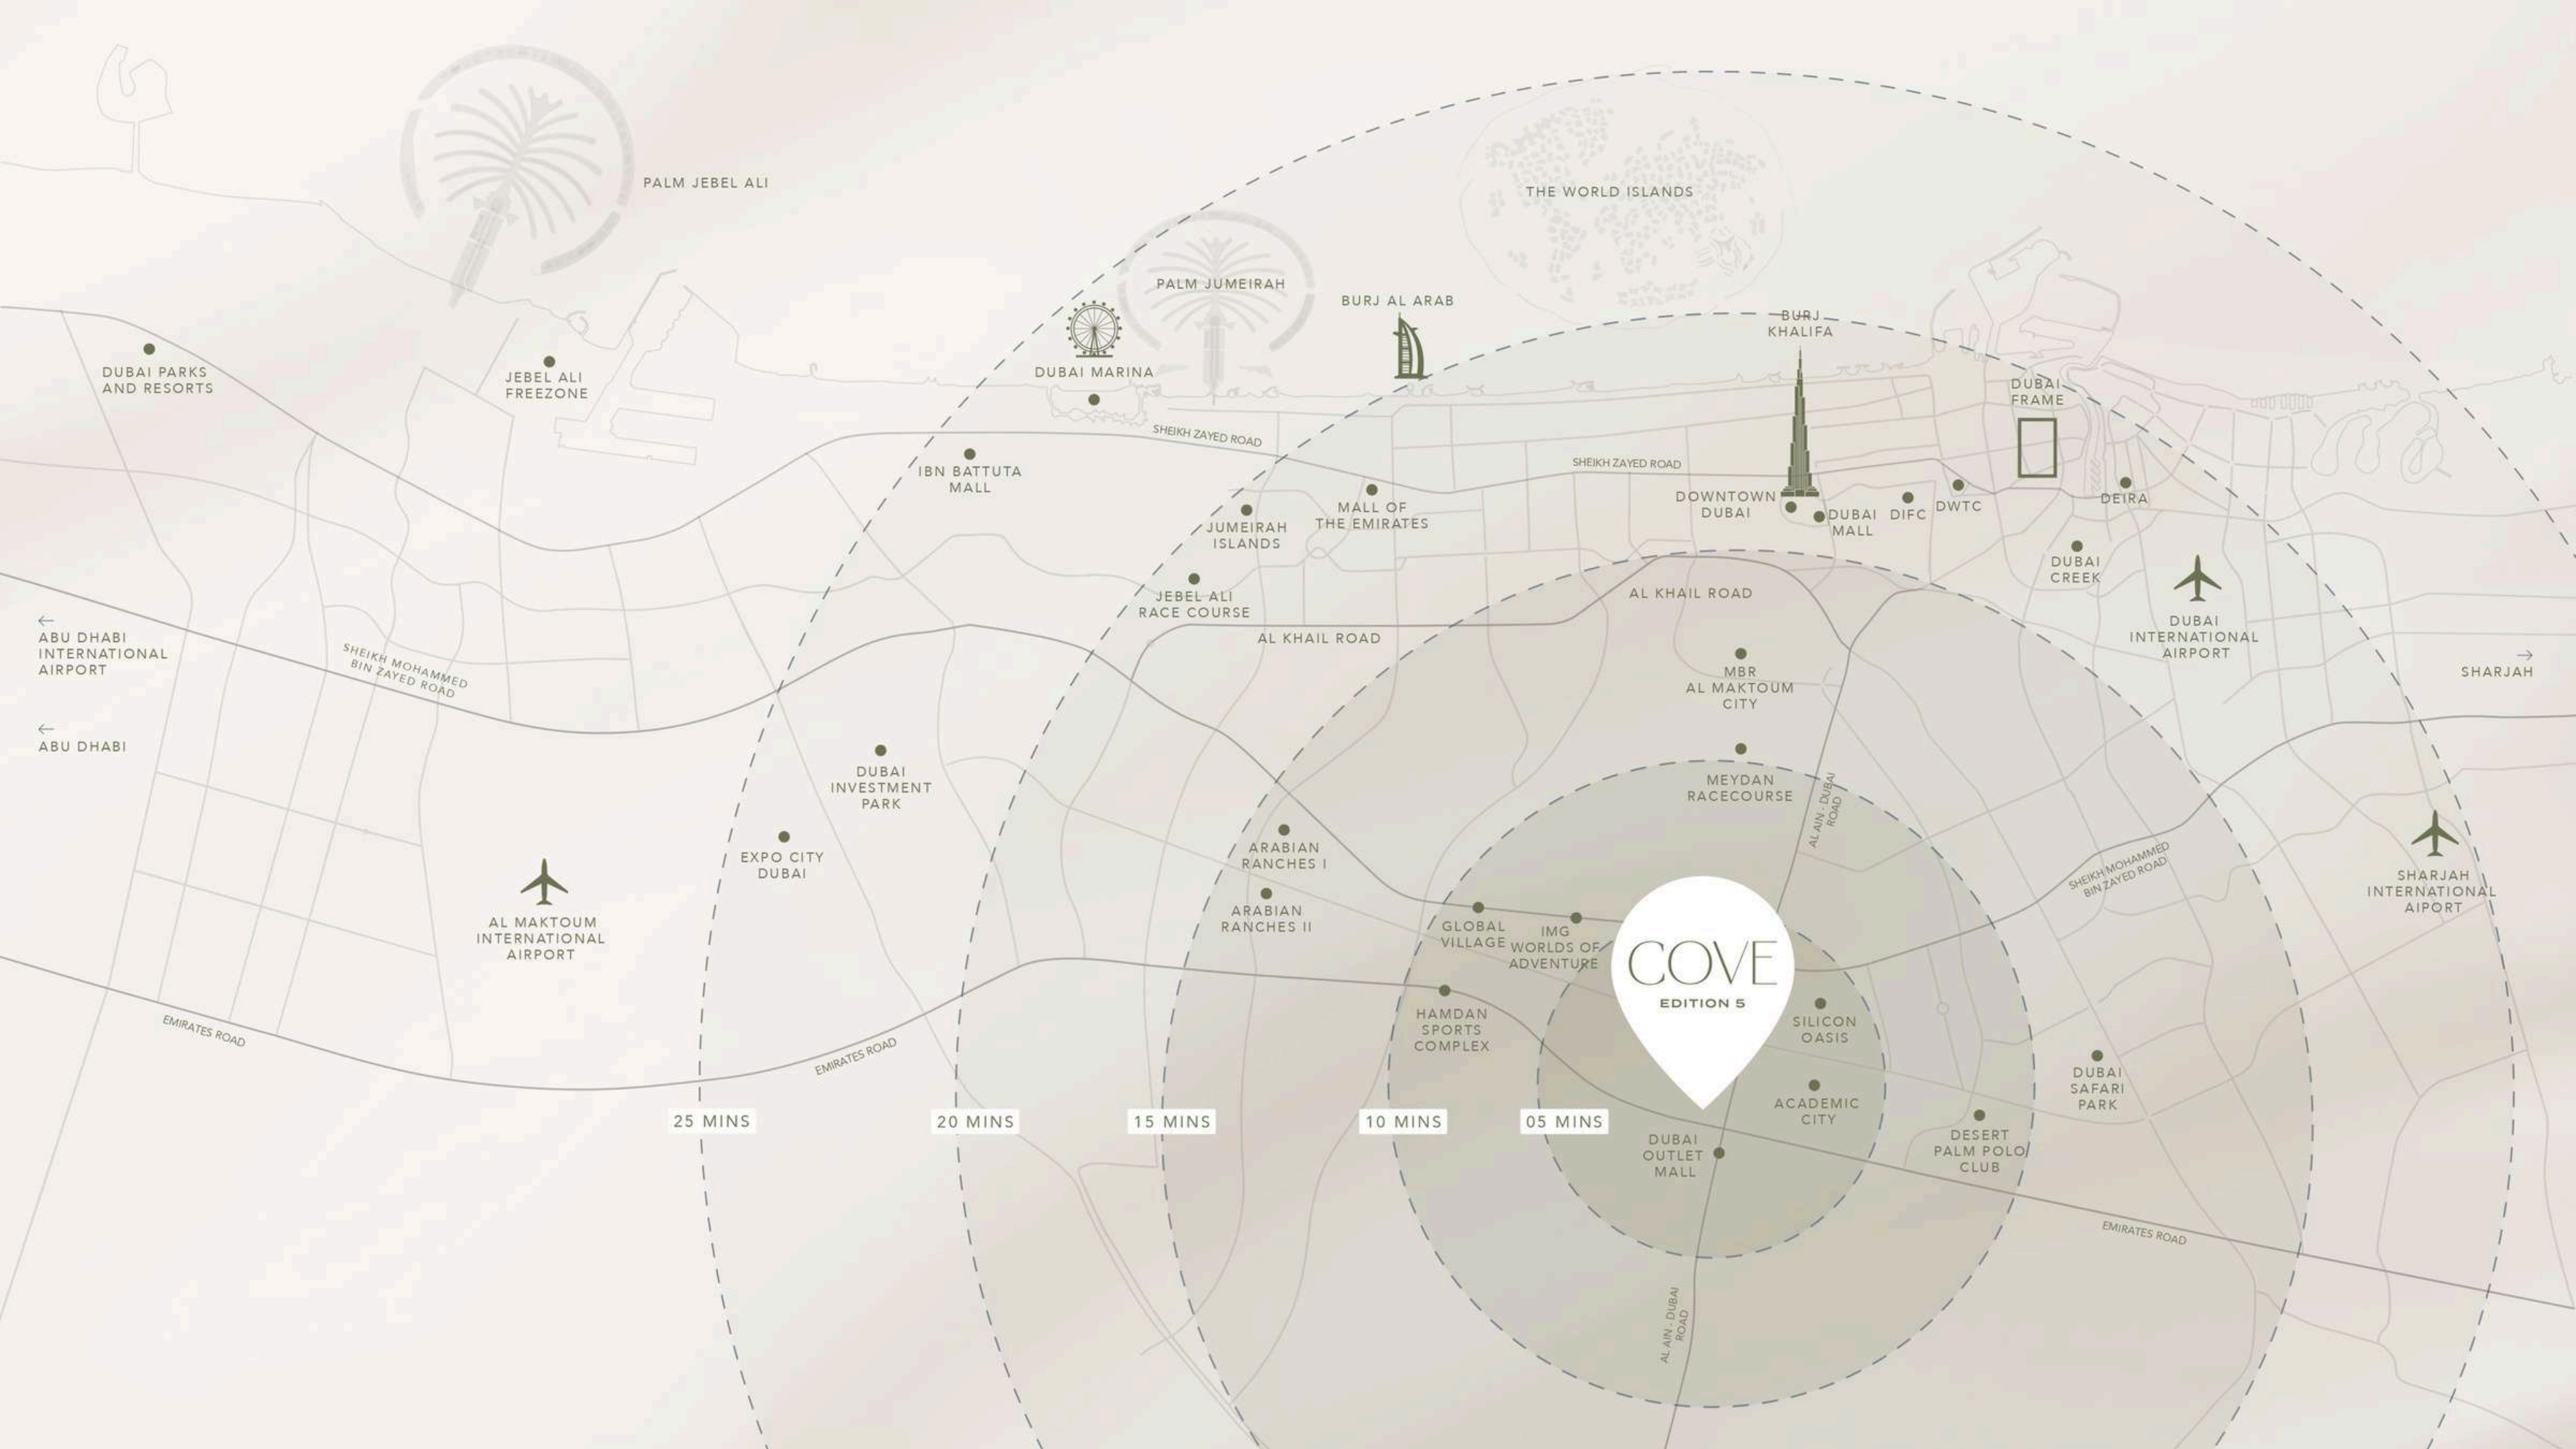 PALM JEBEL ALI
THE WORLD ISLANDS
PALM JUMEIRAH
BURJ AL ARAB
BURJ
KHALIFA
DUBAI PARKS
AND RESORTS
JEBEL ALI
FREEZONE
DUBAI MARINA
DUBAI
FRAME
SHEIKH ZAYED ROAD
SHEIKH ZAYED ROAD
IBN BATTUTA
MALL
JUMEIRAH
ISLANDS
MALL OF
THE EMIRATES
DOWNTOWN
DUBAI
DUBAI
MALL
DIFC
DWTC
DEIRA
DUBAI
CREEK
JEBEL ALI
RACE COURSE
AL KHAIL ROAD
AL KHAIL ROAD
DUBAI
INTERNATIONAL
AIRPORT
← 
ABU DHABI
INTERNATIONAL
AIRPORT
SHEIKH MOHAMMED
BIN ZAYED ROAD
→
SHARJAH
←
ABU DHABI
MBR
AL MAKTOUM
CITY
MEYDAN
RACECOURSE
AL AIN - DUBAI
ROAD
DUBAI
INVESTMENT
PARK
EXPO CITY
DUBAI
ARABIAN
RANCHES I
ARABIAN
RANCHES II
SHEIKH MOHAMMED
BIN ZAYED ROAD
SHARJAH
INTERNATIONAL
AIPORT
AL MAKTOUM
INTERNATIONAL
AIRPORT
GLOBAL
VILLAGE
IMG
WORLDS OF
ADVENTURE
COVE
EDITION 5
HAMDAN
SPORTS
COMPLEX
SILICON
OASIS
EMIRATES ROAD
EMIRATES ROAD
DUBAI
SAFARI
PARK
ACADEMIC
CITY
25 MINS
20 MINS
15 MINS
10 MINS
05 MINS
DUBAI
OUTLET
MALL
DESERT
PALM POLO
CLUB
EMIRATES ROAD
AL AIN - DUBAI
ROAD